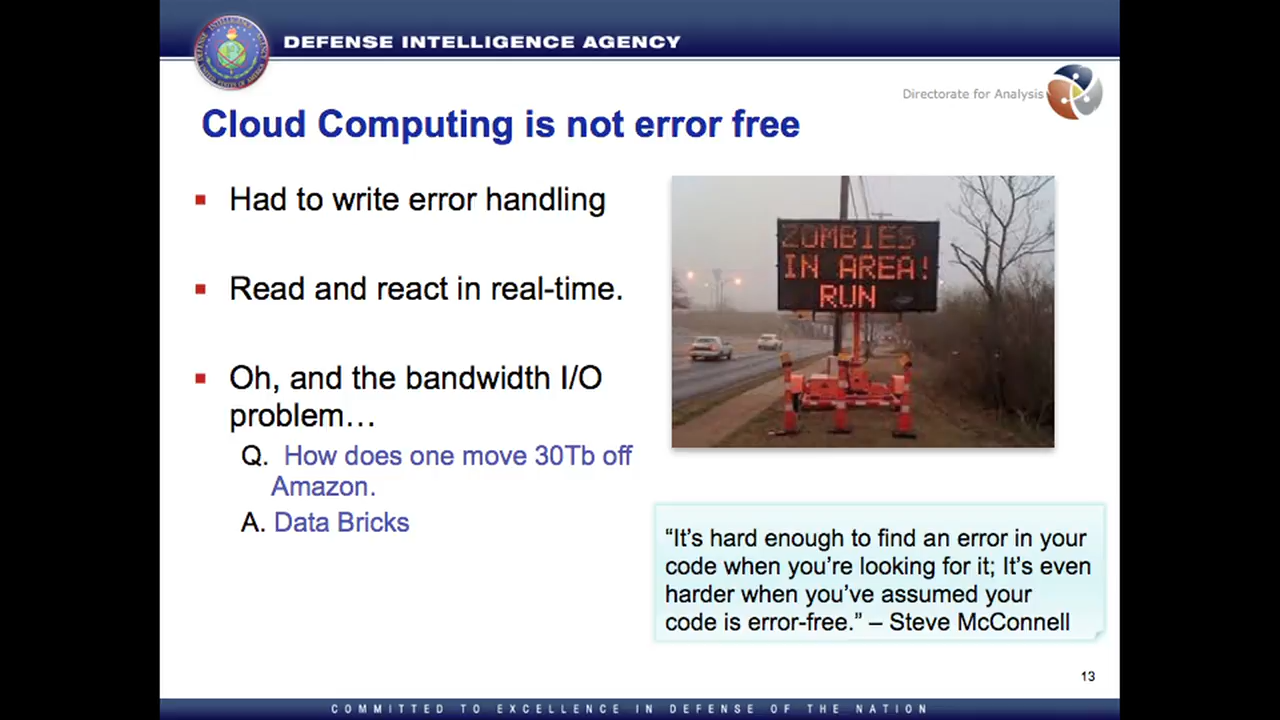 DEFENSE INTELLIGENCE AGENCY
Directorate for Analysis
Cloud Computing is not error free
Had to write error handling
Read and react in real-time.
Oh, and the bandwidth I/O
problem…
Q. How does one move 30Tb off
Amazon.
A. Data Bricks
ZOMBIES
IN AREA!
RUN
“It’s hard enough to find an error in your
code when you’re looking for it; It’s even
harder when you’ve assumed your
code is error-free.” – Steve McConnell
13
COMMITTED TO EXCELLENCE IN DEFENSE OF THE NATION